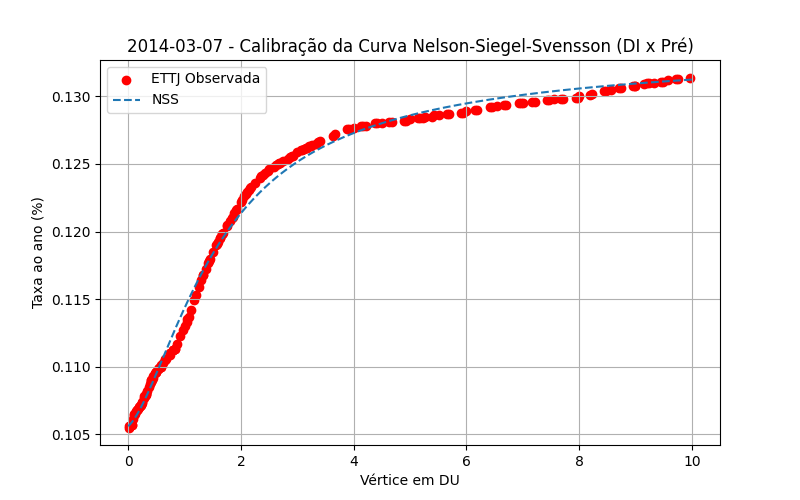 2014-03-07 - Calibração da Curva Nelson-Siegel-Svensson (DI x Pré)
ETTJ Observada
NSS
0.130
0.125
0.120
0.115
0.110
0.105
Taxa ao ano (%)
0 2 4 6 8 10
Vértice em DU